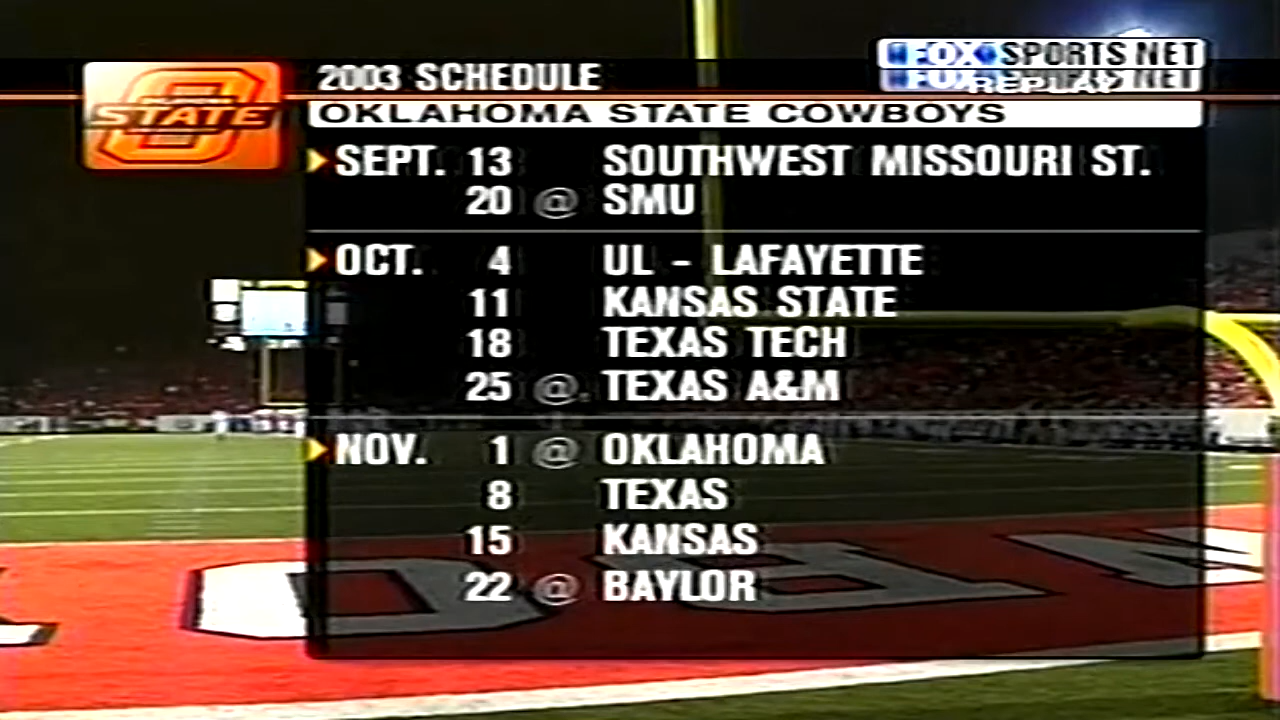 2003 SCHEDULE
FOX SPORTS NET
REPLAY
STATE
OKLAHOMA STATE COWBOYS
SEPT. 13 SOUTHWEST MISSOURI ST.
20 @ SMU
OCT. 4 UL - LAFAYETTE
11 KANSAS STATE
18 TEXAS TECH
25 @ TEXAS A&M
NOV. 1 @ OKLAHOMA
8 TEXAS
15 KANSAS
22 @ BAYLOR